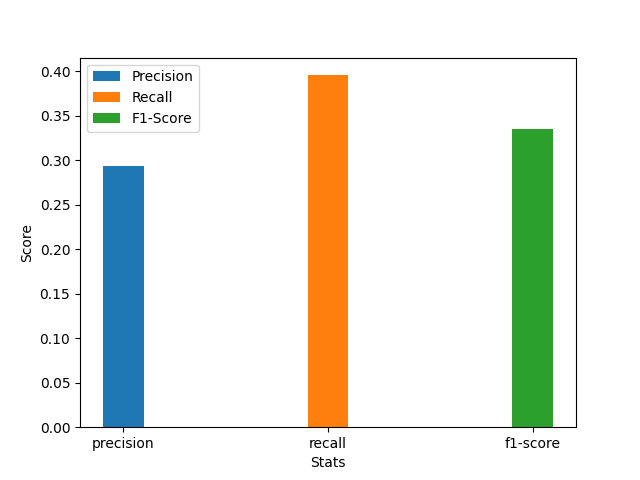 Precision
Recall
F1-Score
0.40
0.35
0.30
0.25
0.20
0.15
0.10
0.05
0.00
Score
precision recall f1-score
Stats